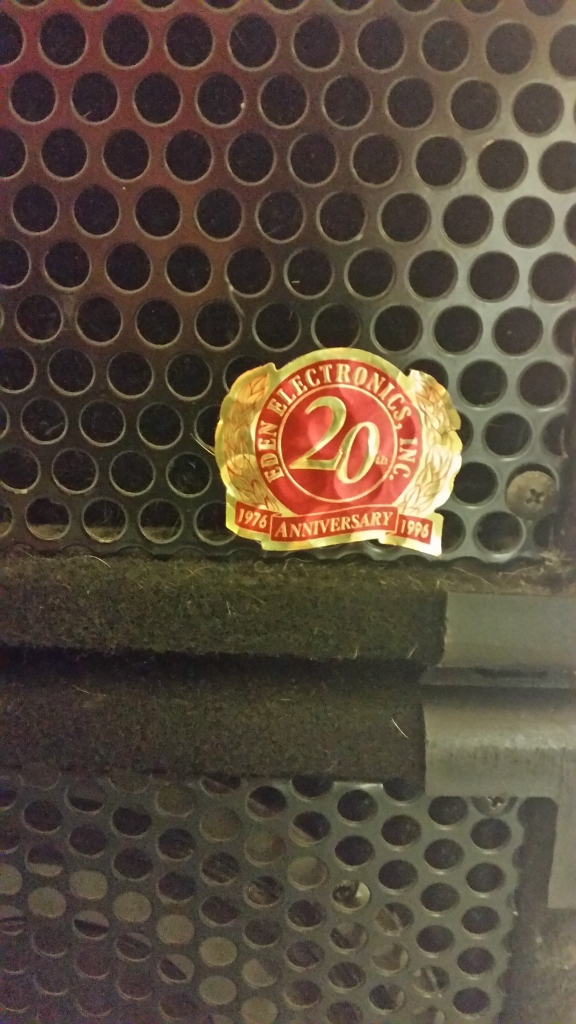 EDEN ELECTRONICS, INC.
20th
1976 ANNIVERSARY 1996